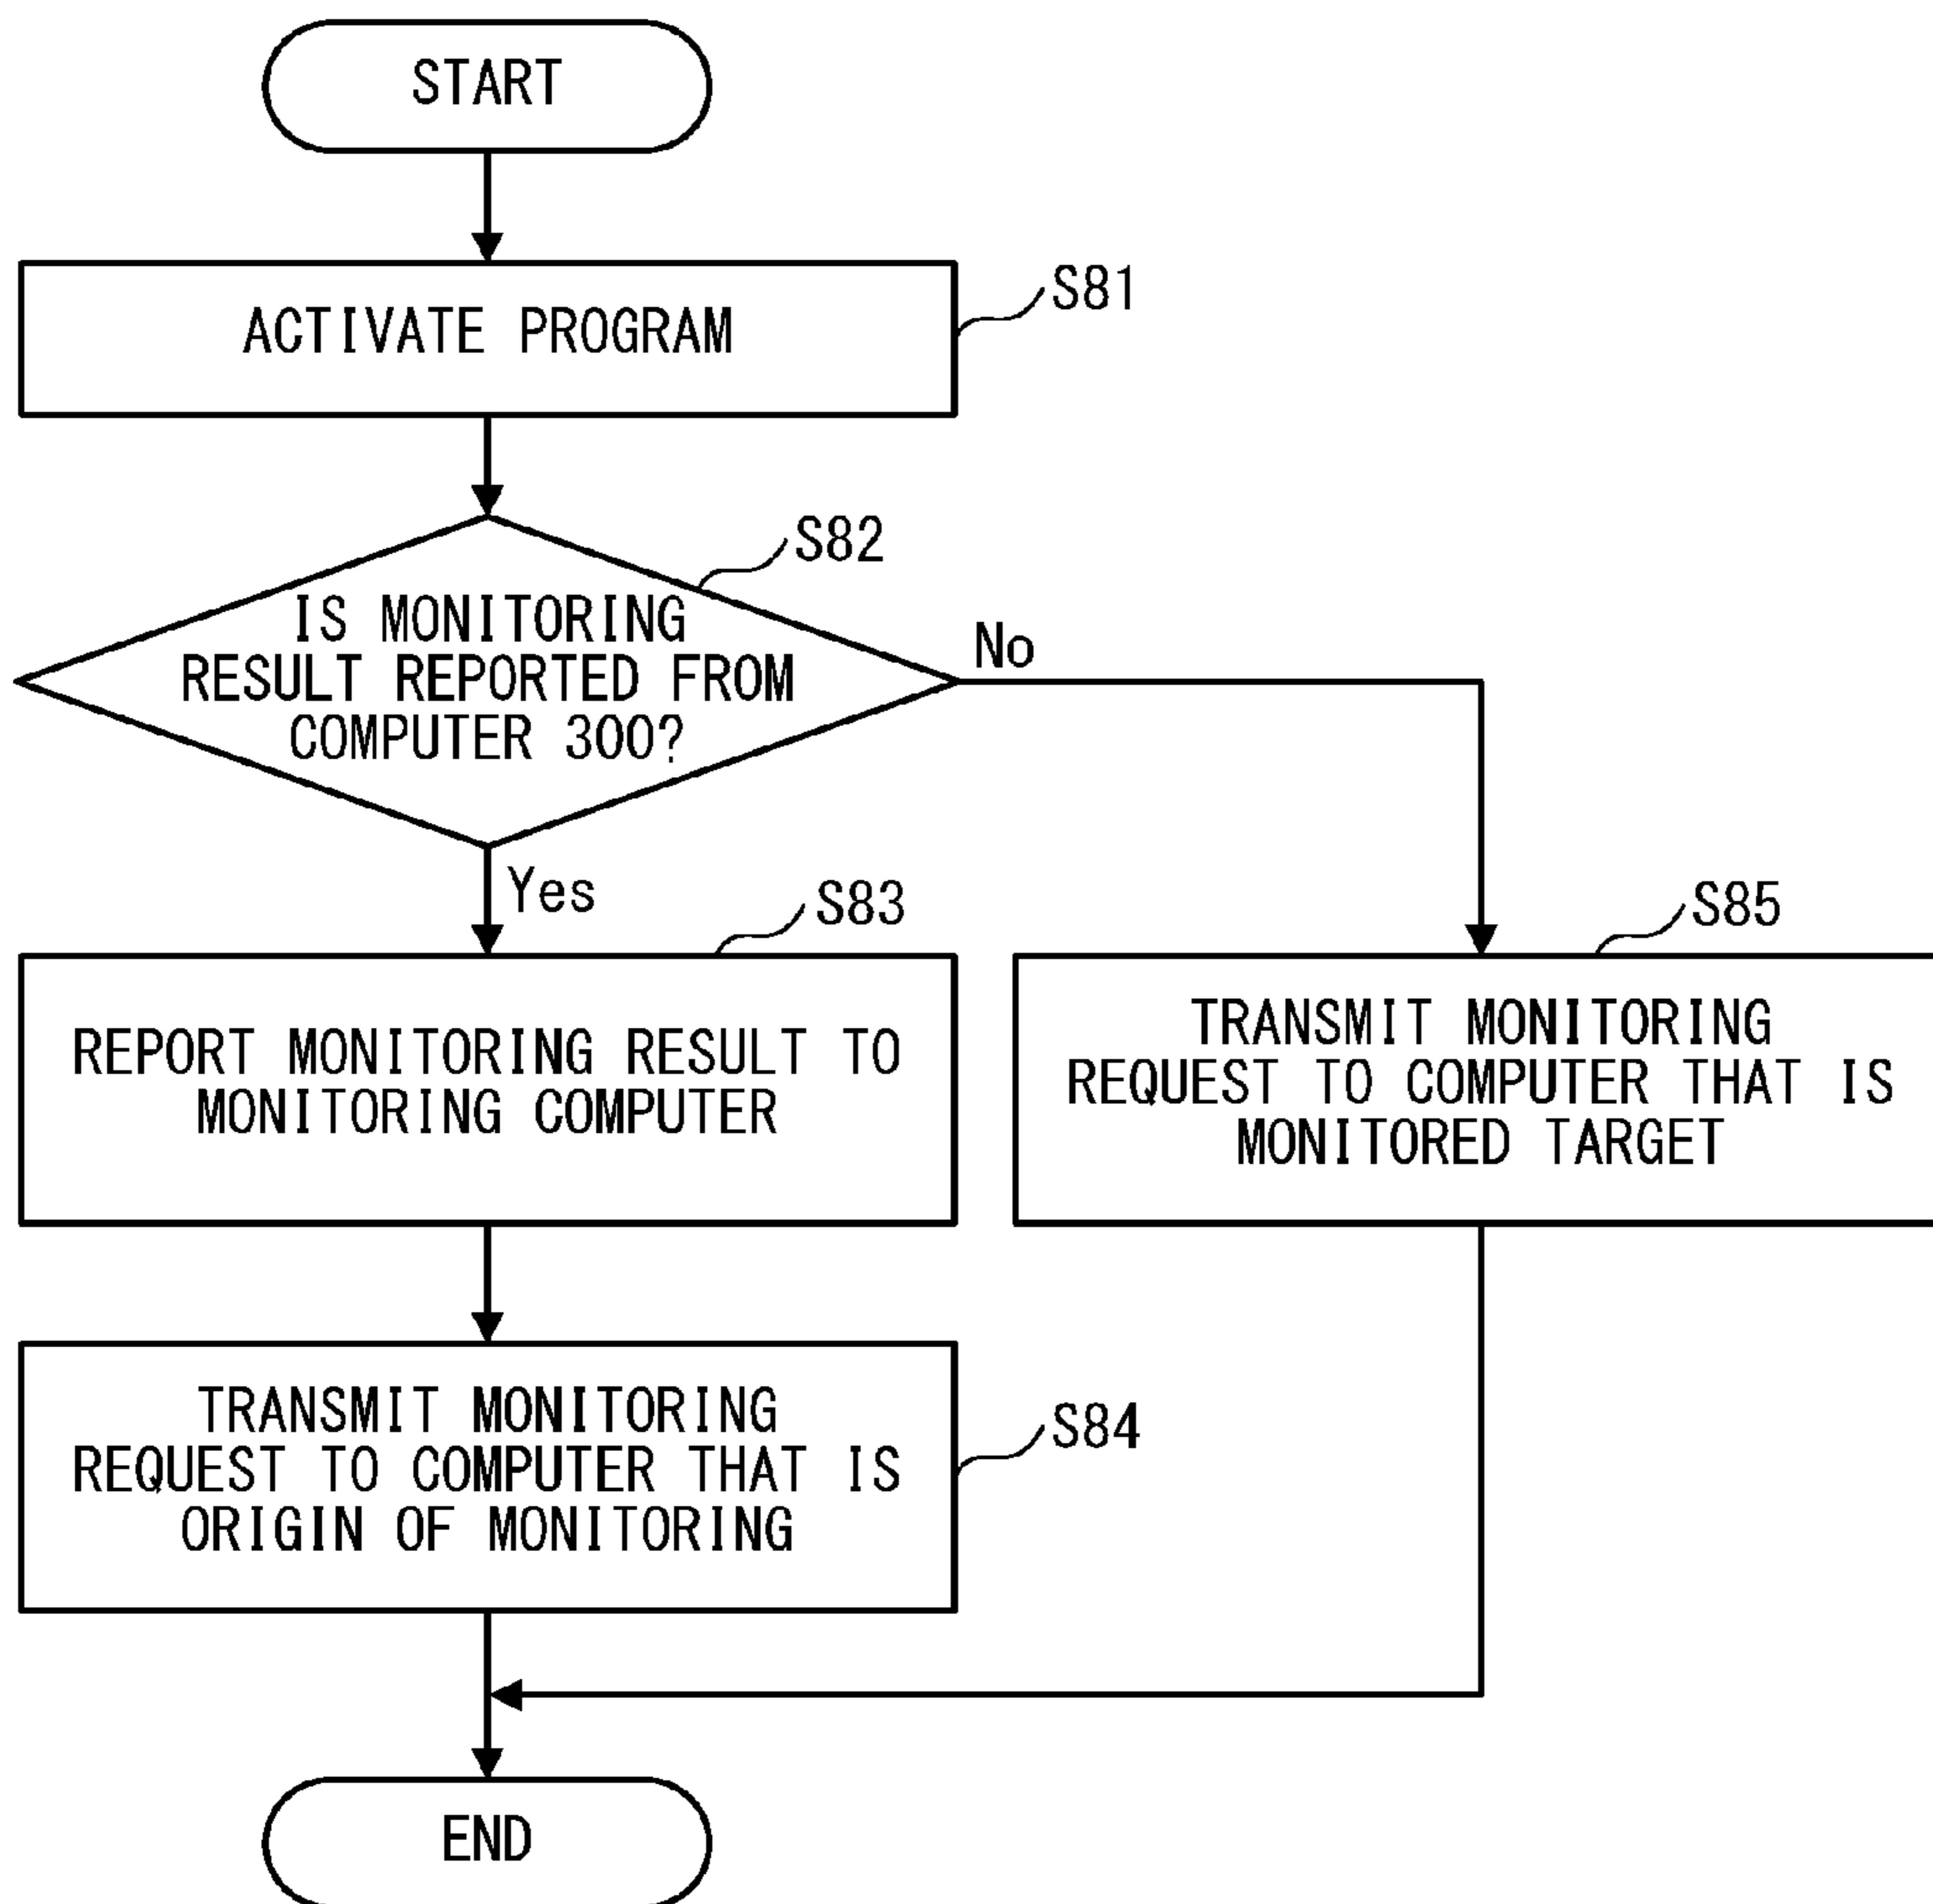 START
ACTIVATE PROGRAM
S81
S82
IS MONITORING
RESULT REPORTED FROM
COMPUTER 300?
No
Yes
S83
REPORT MONITORING RESULT TO
MONITORING COMPUTER
S85
TRANSMIT MONITORING
REQUEST TO COMPUTER THAT IS
MONITORED TARGET
TRANSMIT MONITORING
REQUEST TO COMPUTER THAT IS
ORIGIN OF MONITORING
S84
END